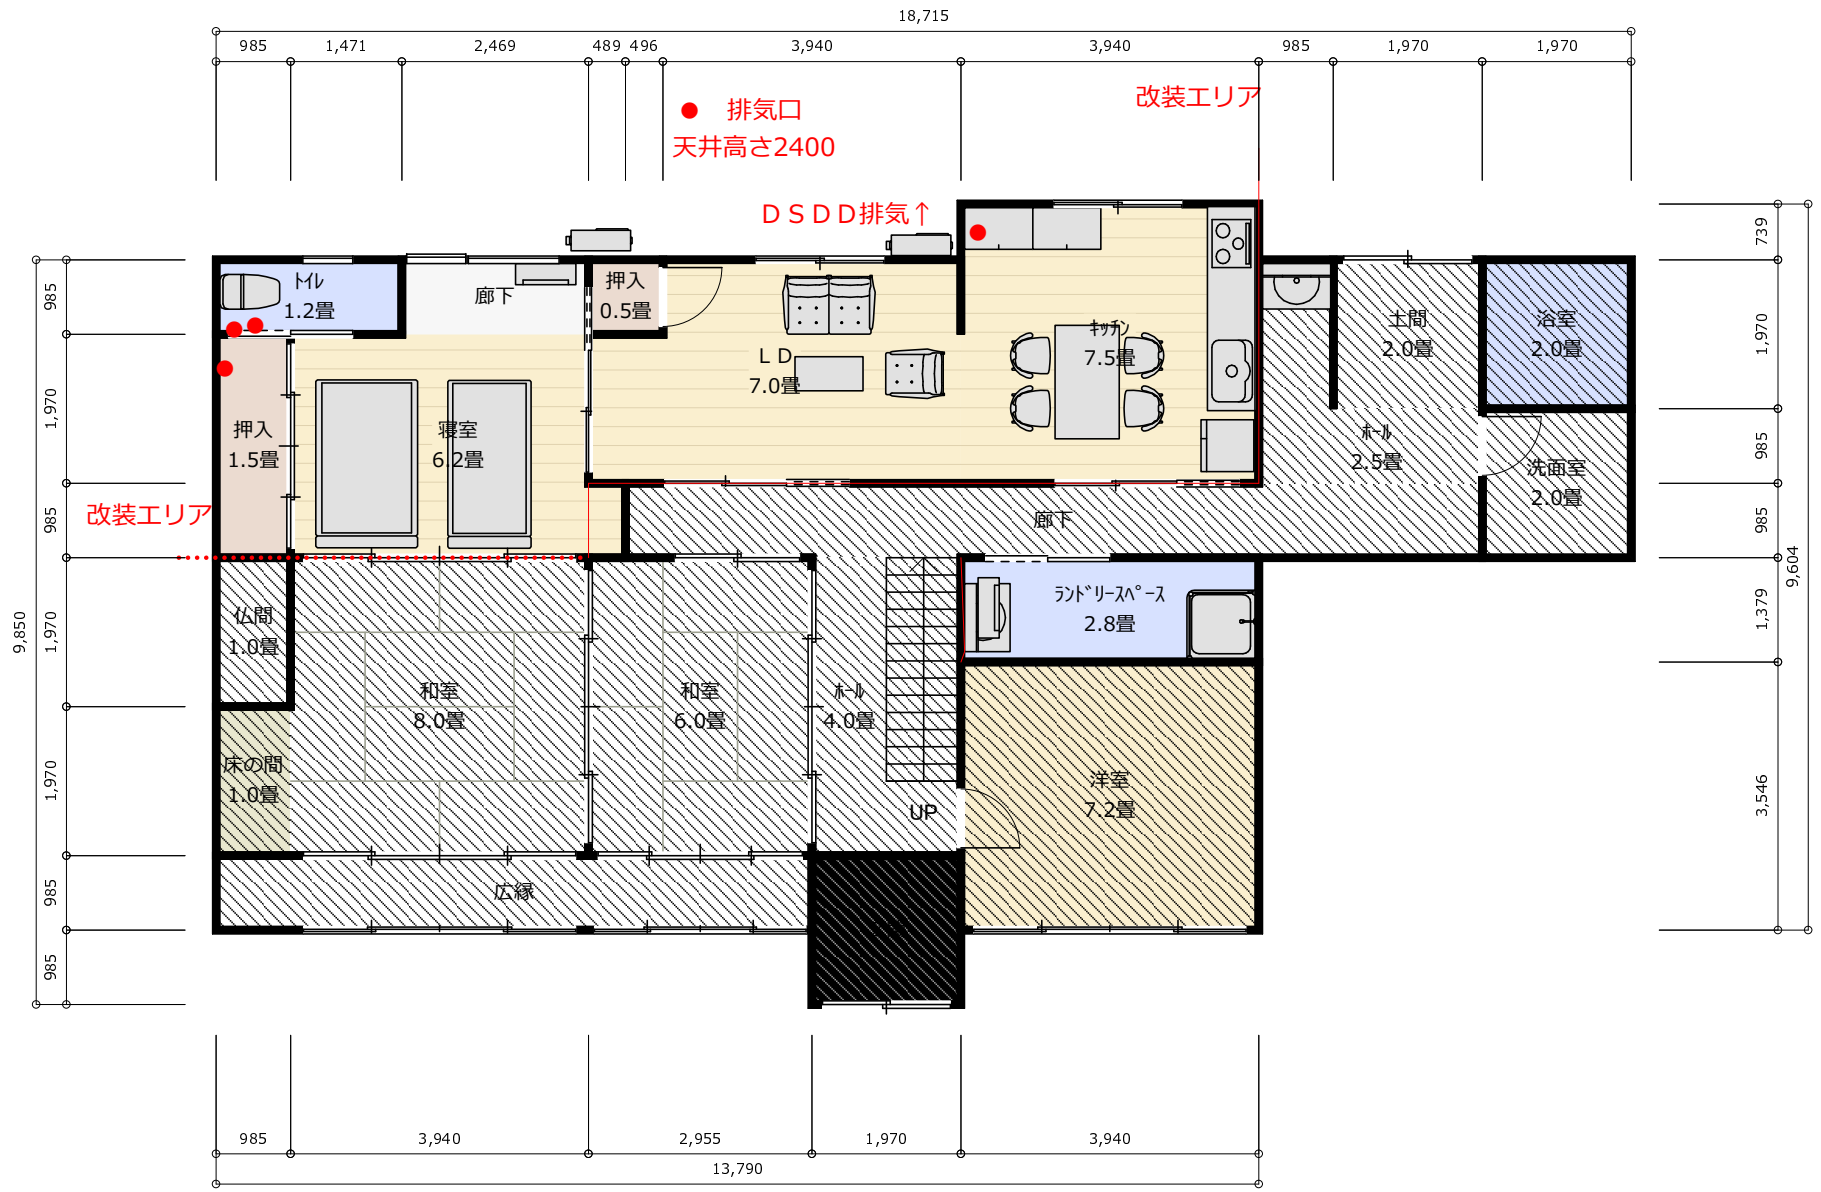 18,715
985 1,471 2,469 489 496 3,940 3,940 985 1,970 1,970
改装エリア
排気口
天井高さ2400
ＤＳＤＤ排気↑
739
985
1,970
985
985
1,970
1,970
985
985
9,850
1,970
985
985
1,379
3,546
9,604
ﾄｲﾚ
1.2畳
廊下
押入
0.5畳
ＬＤ
7.0畳
ｷｯﾁﾝ
7.5畳
土間
2.0畳
浴室
2.0畳
押入
1.5畳
寝室
6.2畳
ﾎｰﾙ
2.5畳
洗面室
2.0畳
改装エリア
廊下
仏間
1.0畳
ﾗﾝﾄﾞﾘｰｽﾍﾟｰｽ
2.8畳
和室
8.0畳
和室
6.0畳
ﾎｰﾙ
4.0畳
床の間
1.0畳
洋室
7.2畳
UP
広縁
985 3,940 2,955 1,970 3,940
13,790